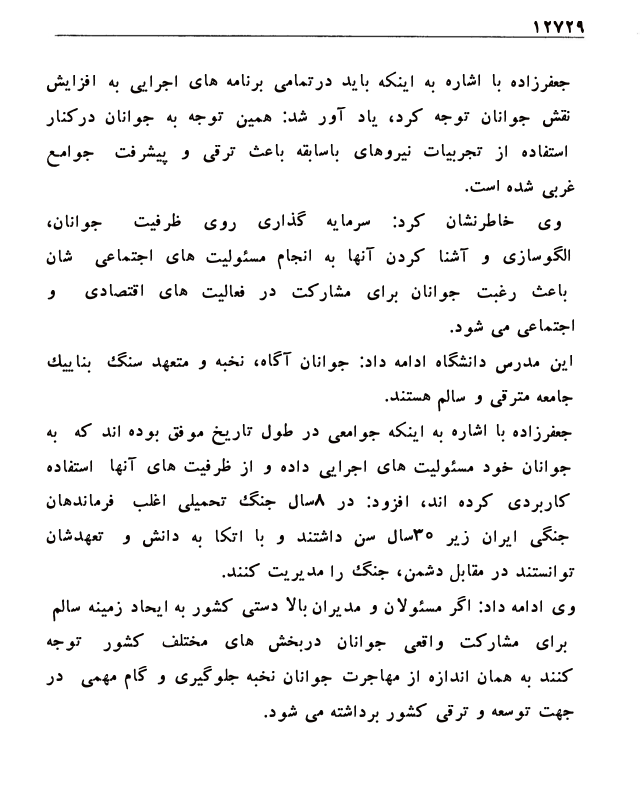 ۱۲۷۲۹
جعفرزاده با اشاره به اینکه باید درتمامی برنامه های اجرایی به افزایش
نقش جوانان توجه کرد، یاد آور شد: همین توجه به جوانان درکنار
استفاده از تجربیات نیروهای باسابقه باعث ترقی و پیشرفت جوامع
غربی شده است.
وی خاطرنشان کرد: سرمایه گذاری روی ظرفیت جوانان،
الگوسازی و آشنا کردن آنها به انجام مسئولیت های اجتماعی شان
باعث رغبت جوانان برای مشارکت در فعالیت های اقتصادی و
اجتماعی می شود.
این مدرس دانشگاه ادامه داد: جوانان آگاه، نخبه و متعهد سنگ بناییك
جامعه مترقی و سالم هستند.
جعفرزاده با اشاره به اینکه جوامعی در طول تاریخ موفق بوده اند که به
جوانان خود مسئولیت های اجرایی داده و از ظرفیت های آنها استفاده
کاربردی کرده اند، افزود: در ۸سال جنگ تحمیلی اغلب فرماندهان
جنگی ایران زیر ۳۰سال سن داشتند و با اتکا به دانش و تعهدشان
توانستند در مقابل دشمن، جنگ را مدیریت کنند.
وی ادامه داد: اگر مسئولان و مدیران بالا دستی کشور به ایحاد زمینه سالم
برای مشارکت واقعی جوانان دربخش های مختلف کشور توجه
کنند به همان اندازه از مهاجرت جوانان نخبه جلوگیری و گام مهمی در
جهت توسعه و ترقی کشور برداشته می شود.